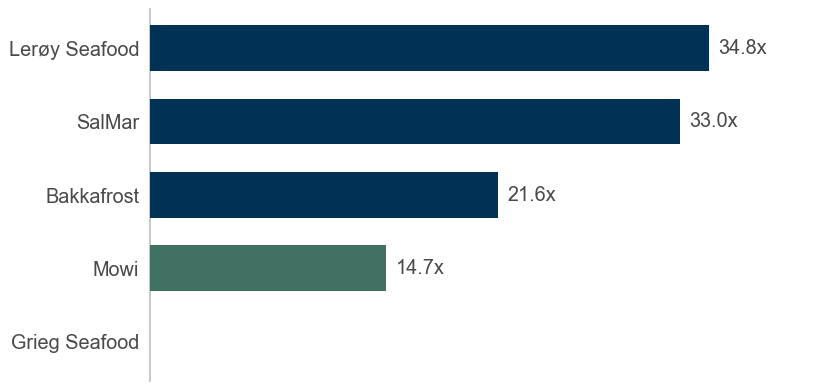 Lerøy Seafood 34.8x
SalMar 33.0x
Bakkafrost 21.6x
Mowi 14.7x
Grieg Seafood